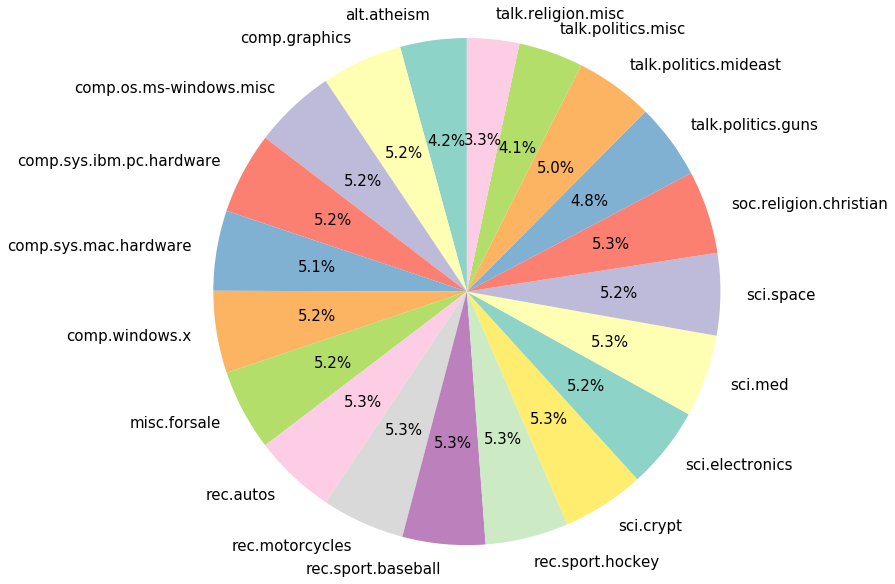 alt.atheism
talk.religion.misc
talk.politics.misc
comp.graphics
talk.politics.mideast
comp.os.ms-windows.misc
talk.politics.guns
comp.sys.ibm.pc.hardware
soc.religion.christian
comp.sys.mac.hardware
sci.space
comp.windows.x
sci.med
misc.forsale
sci.electronics
rec.autos
sci.crypt
rec.motorcycles
rec.sport.hockey
rec.sport.baseball
4.2%
3.3%
4.1%
5.2%
5.0%
5.2%
4.8%
5.2%
5.3%
5.1%
5.2%
5.2%
5.3%
5.2%
5.2%
5.3%
5.3%
5.3%
5.3%
5.3%